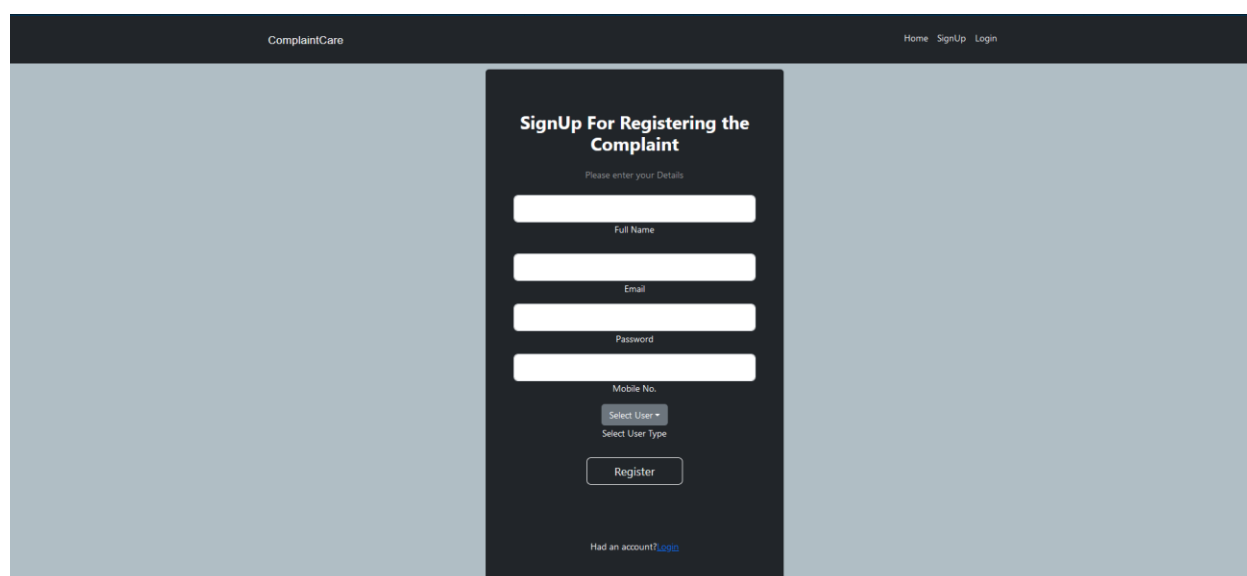 ComplaintCare
Home SignUp Login
SignUp For Registering the
Complaint
Please enter your Details
Full Name
Email
Password
Mobile No.
Select User
Select User Type
Register
Had an account?Login